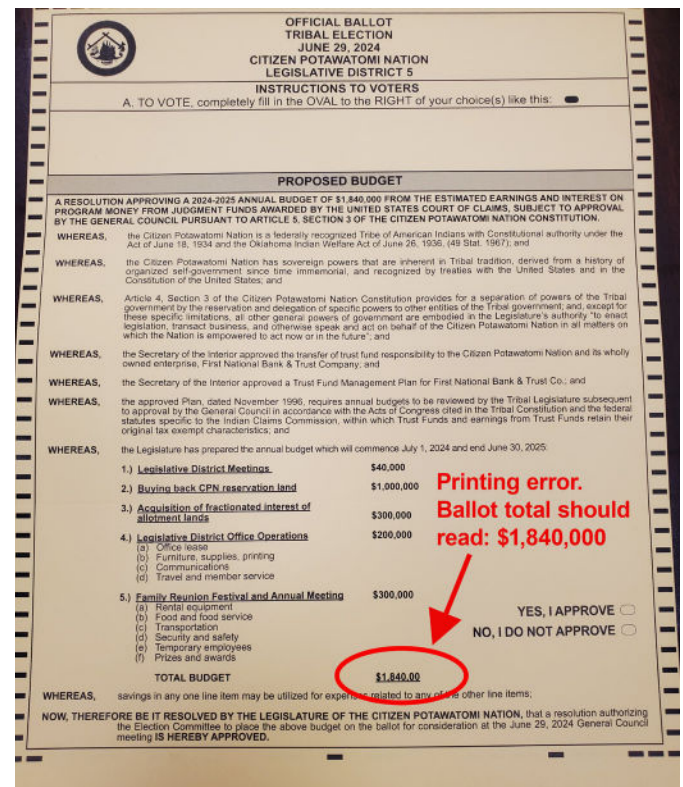 OFFICIAL BALLOT
TRIBAL ELECTION
JUNE 29, 2024
CITIZEN POTAWATOMI NATION
LEGISLATIVE DISTRICT 5
INSTRUCTIONS TO VOTERS
A. TO VOTE, completely fill in the OVAL to the RIGHT of your choice(s) like this:
PROPOSED BUDGET
A RESOLUTION APPROVING A 2024-2025 ANNUAL BUDGET OF $1,840,000 FROM THE ESTIMATED EARNINGS AND INTEREST ON
PROGRAM MONEY FROM JUDGMENT FUNDS AWARDED BY THE UNITED STATES COURT OF CLAIMS, SUBJECT TO APPROVAL
BY THE GENERAL COUNCIL PURSUANT TO ARTICLE 5, SECTION 3 OF THE CITIZEN POTAWATOMI NATION CONSTITUTION.
WHEREAS, the Citizen Potawatomi Nation is a federally recognized Tribe of American Indians with Constitutional authority under the
Act of June 18, 1934 and the Oklahoma Indian Welfare Act of June 26, 1936, (49 Stat. 1967); and
WHEREAS, the Citizen Potawatomi Nation has sovereign powers that are inherent in Tribal tradition, derived from a history of
organized self-government since time immemorial, and recognized by treaties with the United States and in the
Constitution of the United States; and
WHEREAS, Article 4, Section 3 of the Citizen Potawatomi Nation Constitution provides for a separation of powers of the Tribal
government by the reservation and delegation of specific powers to other entities of the Tribal government; and, except for
these specific limitations, all other general powers of government are embodied in the Legislature's authority "to enact
legislation, transact business, and otherwise speak and act on behalf of the Citizen Potawatomi Nation in all matters on
which the Nation is empowered to act now or in the future"; and
WHEREAS, the Secretary of the Interior approved the transfer of trust fund responsibility to the Citizen Potawatomi Nation and its wholly
owned enterprise, First National Bank & Trust Company; and
WHEREAS, the Secretary of the Interior approved a Trust Fund Management Plan for First National Bank & Trust Co.; and
WHEREAS, the approved Plan, dated November 1996, requires annual budgets to be reviewed by the Tribal Legislature subsequent
to approval by the General Council in accordance with the Acts of Congress cited in the Tribal Constitution and the federal
statutes specific to the Indian Claims Commission, within which Trust Funds and earnings from Trust Funds retain their
original tax exempt characteristics; and
WHEREAS, the Legislature has prepared the annual budget which will commence July 1, 2024 and end June 30, 2025:
1.) Legislative District Meetings $40,000
2.) Buying back CPN reservation land $1,000,000
3.) Acquisition of fractionated interest of
allotment lands $300,000
4.) Legislative District Office Operations $200,000
(a) Office lease
(b) Furniture, supplies, printing
(c) Communications
(d) Travel and member service
5.) Family Reunion Festival and Annual Meeting $300,000
(a) Rental equipment
(b) Food and food service
(c) Transportation
(d) Security and safety
(e) Temporary employees
(f) Prizes and awards
Printing error.
Ballot total should
read: $1,840,000
YES, I APPROVE
NO, I DO NOT APPROVE
TOTAL BUDGET $1,840.00
WHEREAS, savings in any one line item may be utilized for expenses related to any of the other line items;
NOW, THEREFORE BE IT RESOLVED BY THE LEGISLATURE OF THE CITIZEN POTAWATOMI NATION, that a resolution authorizing
the Election Committee to place the above budget on the ballot for consideration at the June 29, 2024 General Council
meeting IS HEREBY APPROVED.